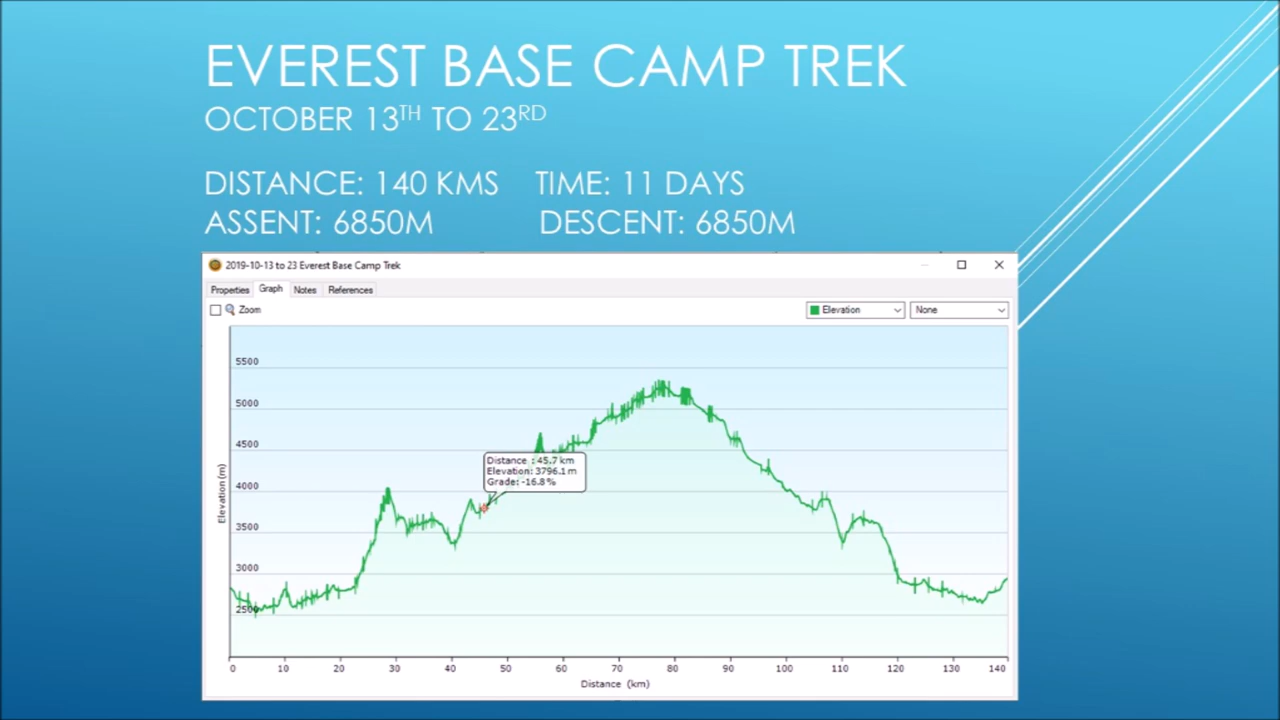 EVEREST BASE CAMP TREK
OCTOBER 13TH TO 23RD
DISTANCE: 140 KMS TIME: 11 DAYS
ASSENT: 6850M DESCENT: 6850M
2019-10-13 to 23 Everest Base Camp Trek
Properties Graph Notes References
Zoom Elevation None
5500
5000
4500
4000
3500
3000
2500
Elevation (m)
Distance : 45.7 km
Elevation: 3796.1 m
Grade: -16.8%
0 10 20 30 40 50 60 70 80 90 100 110 120 130 140
Distance (km)